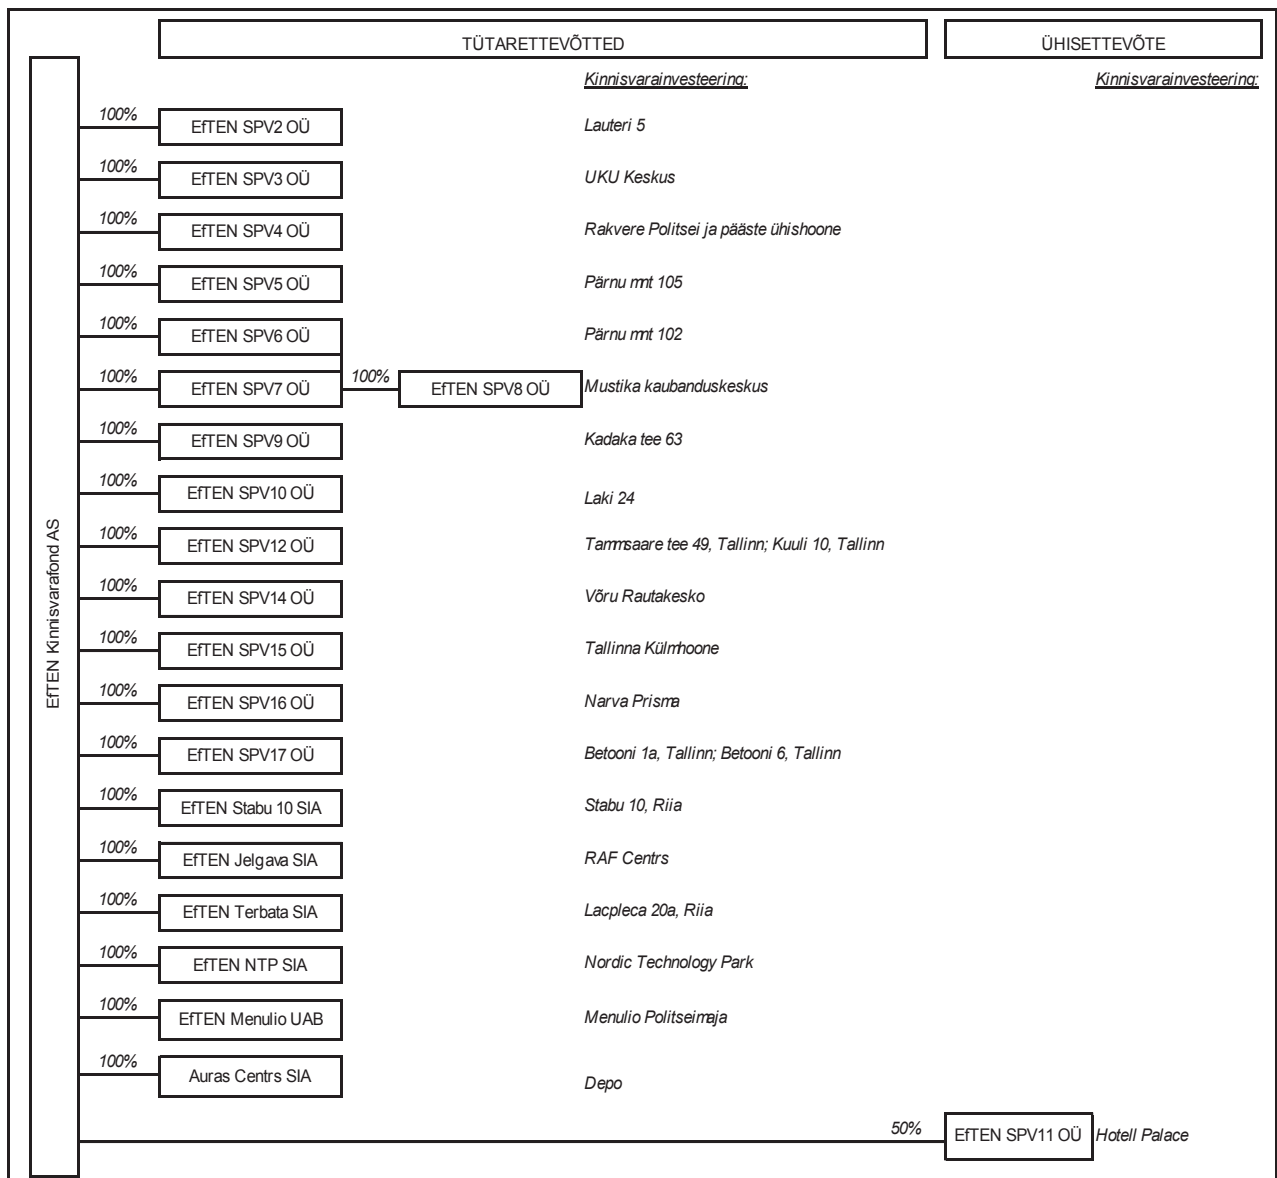 TÜTARETTEVÕTTED
ÜHISETTEVÕTE
Kinnisvarainvesteering:
Kinnisvarainvesteering:
EfTEN Kinnisvarafond AS
100% EfTEN SPV2 OÜ Lauteri 5
100% EfTEN SPV3 OÜ UKU Keskus
100% EfTEN SPV4 OÜ Rakvere Politsei ja pääste ühishoone
100% EfTEN SPV5 OÜ Pärnu mnt 105
100% EfTEN SPV6 OÜ Pärnu mnt 102
100% EfTEN SPV7 OÜ 100% EfTEN SPV8 OÜ Mustika kaubanduskeskus
100% EfTEN SPV9 OÜ Kadaka tee 63
100% EfTEN SPV10 OÜ Laki 24
100% EfTEN SPV12 OÜ Tammsaare tee 49, Tallinn; Kuuli 10, Tallinn
100% EfTEN SPV14 OÜ Võru Rautakesko
100% EfTEN SPV15 OÜ Tallinna Külmhoone
100% EfTEN SPV16 OÜ Narva Prisma
100% EfTEN SPV17 OÜ Betooni 1a, Tallinn; Betooni 6, Tallinn
100% EfTEN Stabu 10 SIA Stabu 10, Riia
100% EfTEN Jelgava SIA RAF Centrs
100% EfTEN Terbata SIA Lacpleca 20a, Riia
100% EfTEN NTP SIA Nordic Technology Park
100% EfTEN Menulio UAB Menulio Politseimaja
100% Auras Centrs SIA Depo
50% EfTEN SPV11 OÜ Hotell Palace